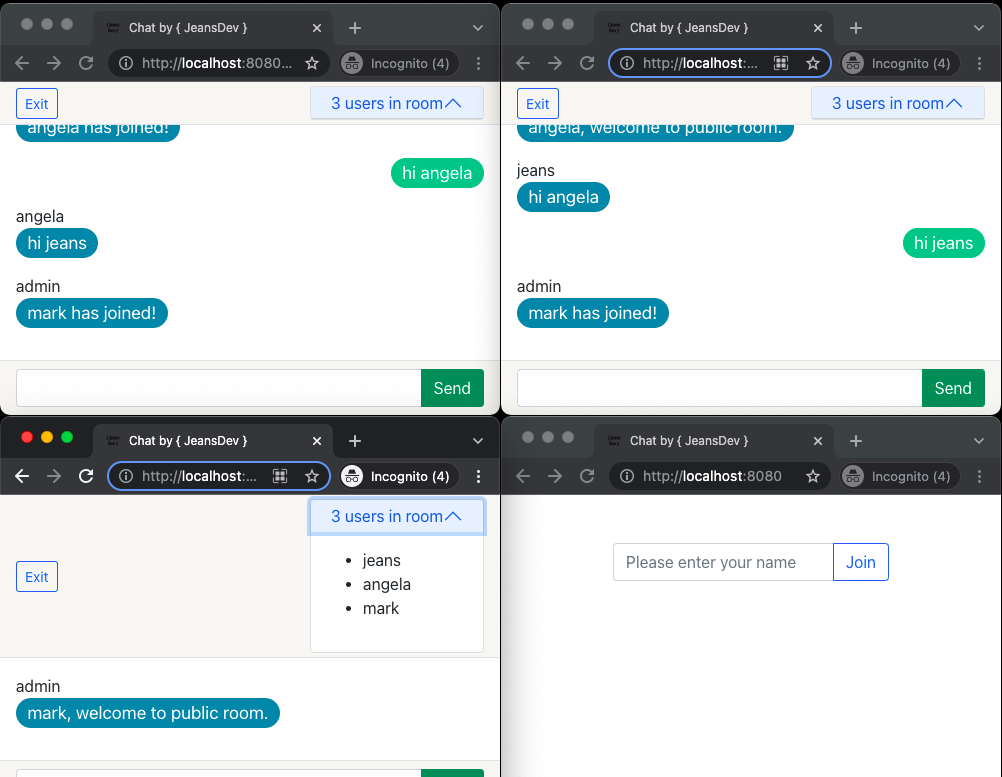 Chat by { JeansDev }
http://localhost:8080...
Incognito (4)
Exit
3 users in room
angela has joined!
hi angela
angela
hi jeans
admin
mark has joined!
Send
Chat by { JeansDev }
http://localhost:...
Incognito (4)
Exit
3 users in room
angela, welcome to public room.
jeans
hi angela
hi jeans
admin
mark has joined!
Send
Chat by { JeansDev }
http://localhost:...
Incognito (4)
3 users in room
jeans
angela
mark
Exit
admin
mark, welcome to public room.
Chat by { JeansDev }
http://localhost:8080
Incognito (4)
Please enter your name
Join